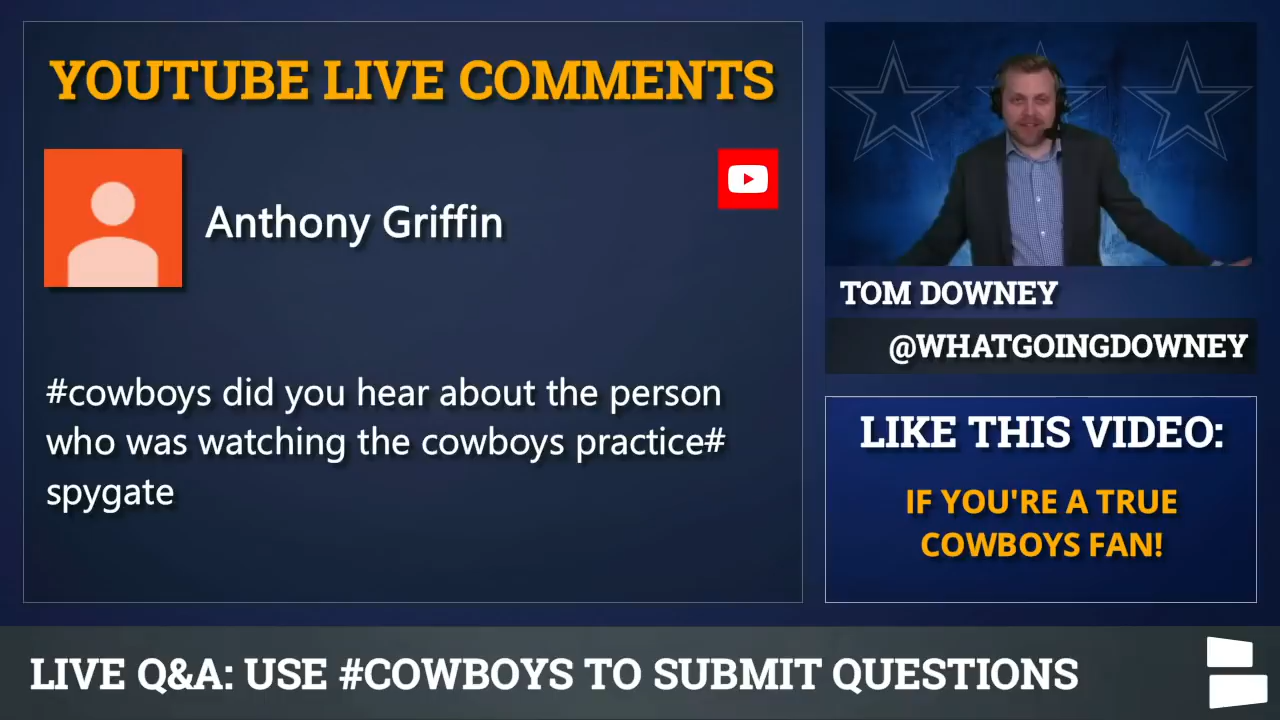 YOUTUBE LIVE COMMENTS
Anthony Griffin
#cowboys did you hear about the person
who was watching the cowboys practice#
spygate
TOM DOWNEY
@WHATGOINGDOWNEY
LIKE THIS VIDEO:
IF YOU'RE A TRUE
COWBOYS FAN!
LIVE Q&A: USE #COWBOYS TO SUBMIT QUESTIONS